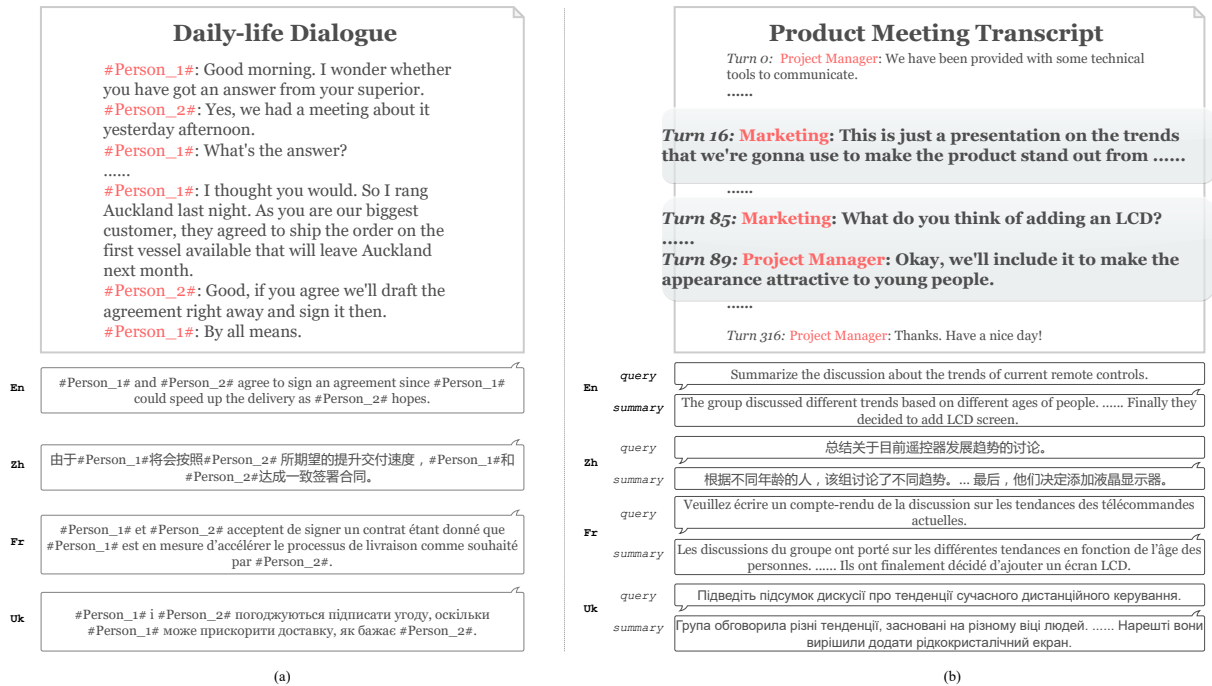 Daily-life Dialogue
#Person_1#: Good morning. I wonder whether
you have got an answer from your superior.
#Person_2#: Yes, we had a meeting about it
yesterday afternoon.
#Person_1#: What's the answer?
......
#Person_1#: I thought you would. So I rang
Auckland last night. As you are our biggest
customer, they agreed to ship the order on the
first vessel available that will leave Auckland
next month.
#Person_2#: Good, if you agree we'll draft the
agreement right away and sign it then.
#Person_1#: By all means.
En
#Person_1# and #Person_2# agree to sign an agreement since #Person_1#
could speed up the delivery as #Person_2# hopes.
Zh
由于#Person_1#将会按照#Person_2# 所期望的提升交付速度，#Person_1#和
#Person_2#达成一致签署合同。
Fr
#Person_1# et #Person_2# acceptent de signer un contrat étant donné que
#Person_1# est en mesure d'accélérer le processus de livraison comme souhaité
par #Person_2#.
Uk
#Person_1# і #Person_2# погоджуються підписати угоду, оскільки
#Person_1# може прискорити доставку, як бажає #Person_2#.
(a)
Product Meeting Transcript
Turn 0: Project Manager: We have been provided with some technical
tools to communicate.
......
Turn 16: Marketing: This is just a presentation on the trends
that we're gonna use to make the product stand out from ......
......
Turn 85: Marketing: What do you think of adding an LCD?
......
Turn 89: Project Manager: Okay, we'll include it to make the
appearance attractive to young people.
......
Turn 316: Project Manager: Thanks. Have a nice day!
En
query
Summarize the discussion about the trends of current remote controls.
summary
The group discussed different trends based on different ages of people. ...... Finally they
decided to add LCD screen.
Zh
query
总结关于目前遥控器发展趋势的讨论。
summary
根据不同年龄的人，该组讨论了不同趋势。... 最后，他们决定添加液晶显示器。
Fr
query
Veuillez écrire un compte-rendu de la discussion sur les tendances des télécommandes
actuelles.
summary
Les discussions du groupe ont porté sur les différentes tendances en fonction de l'âge des
personnes. ...... Ils ont finalement décidé d'ajouter un écran LCD.
Uk
query
Підведіть підсумок дискусії про тенденції сучасного дистанційного керування.
summary
Група обговорила різні тенденції, засновані на різному віці людей. ...... Нарешті вони
вирішили додати рідкокристалічний екран.
(b)